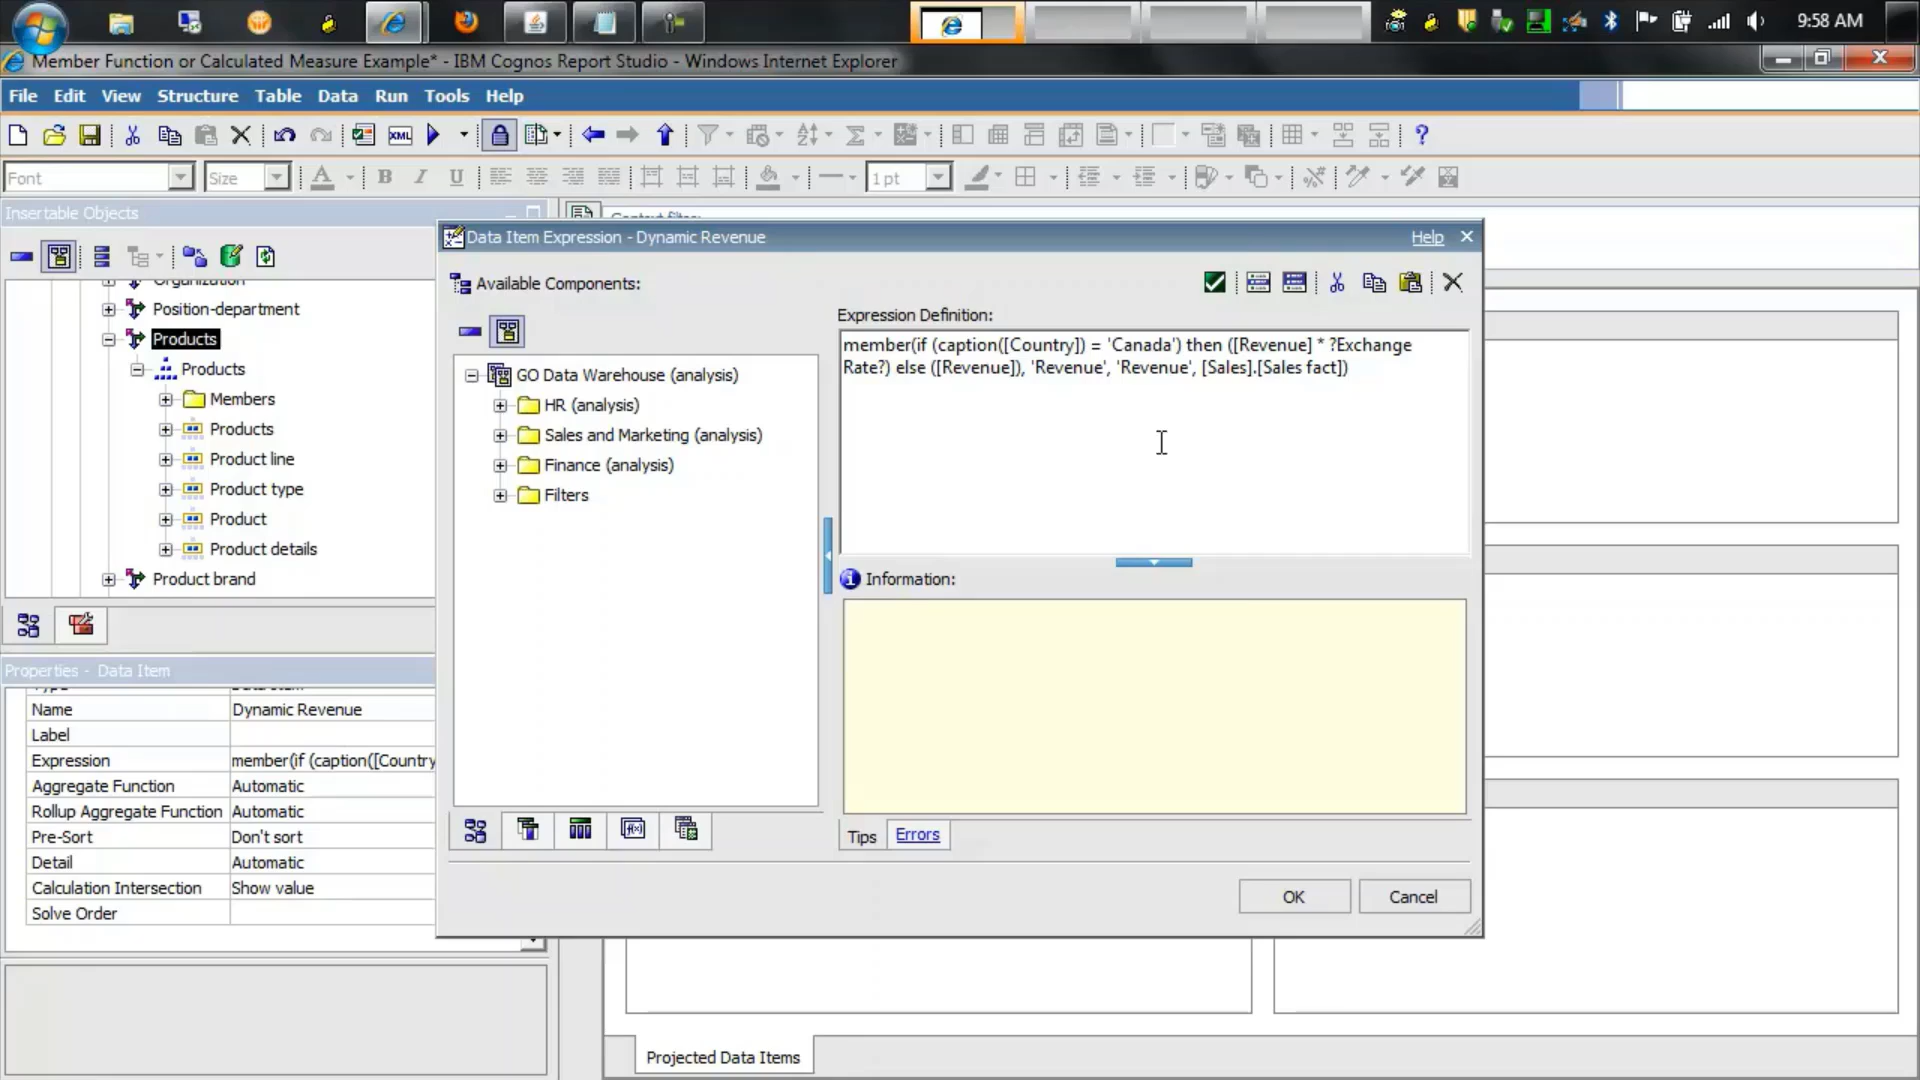 9:58 AM
Member Function or Calculated Measure Example* - IBM Cognos Report Studio - Windows Internet Explorer
File Edit View Structure Table Data Run Tools Help
XML
Font Size A B I U 1 pt
Insertable Objects
Organization
Position-department
Products
Products
Members
Products
Product line
Product type
Product
Product details
Product brand
Properties - Data Item
Name Dynamic Revenue
Label
Expression member(if (caption([Country
Aggregate Function Automatic
Rollup Aggregate Function Automatic
Pre-Sort Don't sort
Detail Automatic
Calculation Intersection Show value
Solve Order
Data Item Expression - Dynamic Revenue Help
Available Components:
GO Data Warehouse (analysis)
HR (analysis)
Sales and Marketing (analysis)
Finance (analysis)
Filters
Expression Definition:
member(if (caption([Country]) = 'Canada') then ([Revenue] * ?Exchange
Rate?) else ([Revenue]), 'Revenue', 'Revenue', [Sales].[Sales fact])
Information:
Tips Errors
OK Cancel
Projected Data Items